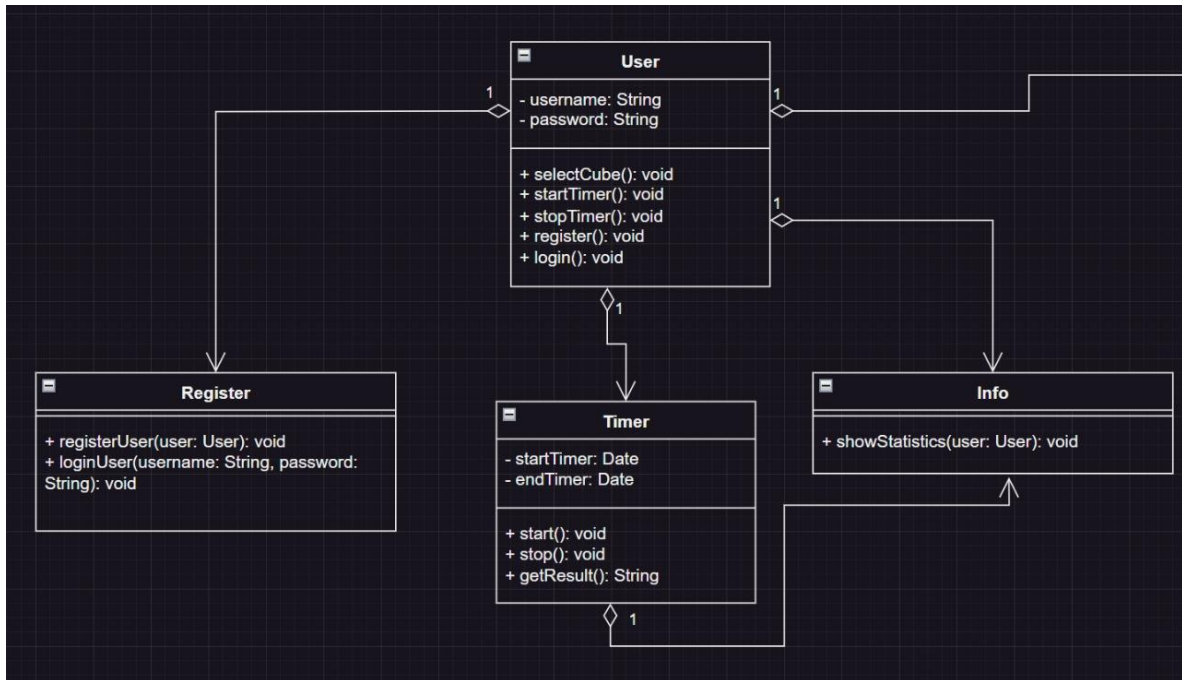 User
1
- username: String
- password: String
1
+ selectCube(): void
+ startTimer(): void
+ stopTimer(): void
+ register(): void
+ login(): void
1
1
Register
+ registerUser(user: User): void
+ loginUser(username: String, password:
String): void
Timer
- startTimer: Date
- endTimer: Date
+ start(): void
+ stop(): void
+ getResult(): String
1
Info
+ showStatistics(user: User): void